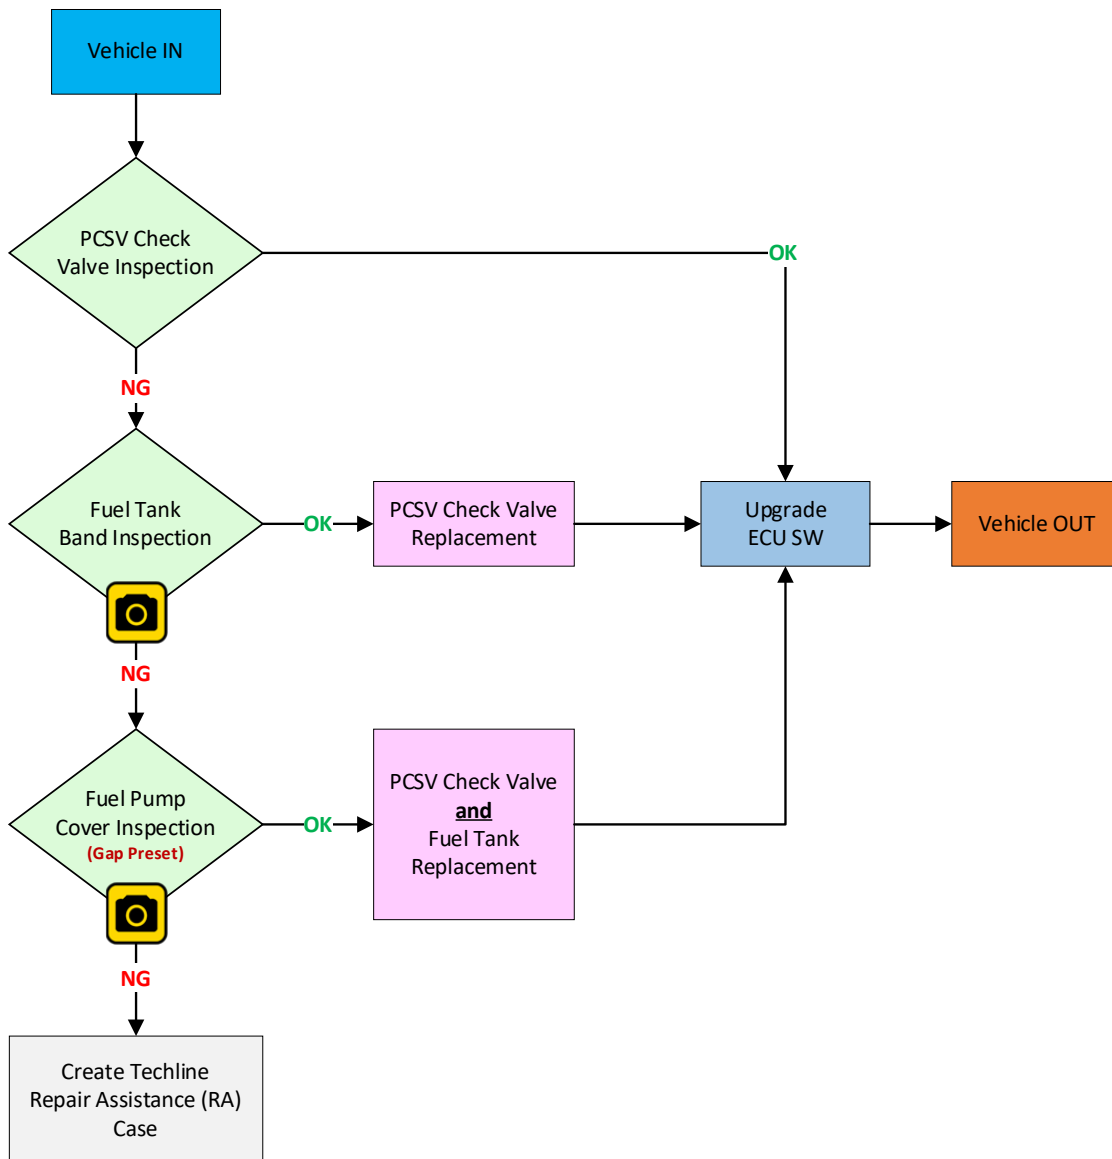 Vehicle IN
PCSV Check
Valve Inspection
OK
NG
Fuel Tank
Band Inspection
OK
PCSV Check Valve
Replacement
Upgrade
ECU SW
Vehicle OUT
NG
Fuel Pump
Cover Inspection
(Gap Preset)
OK
PCSV Check Valve
and
Fuel Tank
Replacement
NG
Create Techline
Repair Assistance (RA)
Case